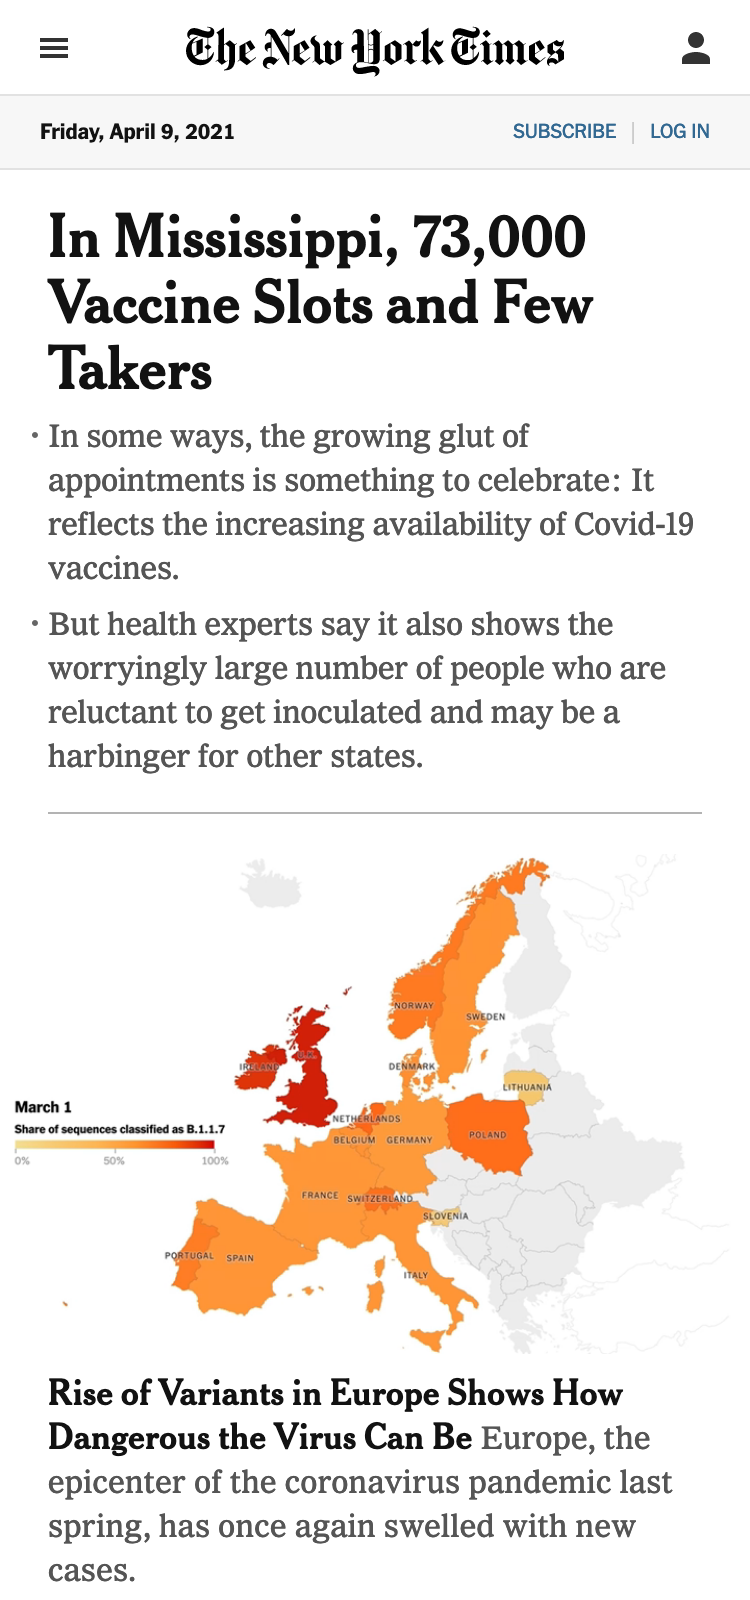 The New York Times
Friday, April 9, 2021
SUBSCRIBE | LOG IN
In Mississippi, 73,000
Vaccine Slots and Few
Takers
• In some ways, the growing glut of
appointments is something to celebrate: It
reflects the increasing availability of Covid-19
vaccines.
• But health experts say it also shows the
worryingly large number of people who are
reluctant to get inoculated and may be a
harbinger for other states.
NORWAY
SWEDEN
U.K.
IRELAND
DENMARK
LITHUANIA
March 1
Share of sequences classified as B.1.1.7
0% 50% 100%
NETHERLANDS
BELGIUM GERMANY
POLAND
FRANCE SWITZERLAND
SLOVENIA
PORTUGAL SPAIN
ITALY
Rise of Variants in Europe Shows How
Dangerous the Virus Can Be Europe, the
epicenter of the coronavirus pandemic last
spring, has once again swelled with new
cases.